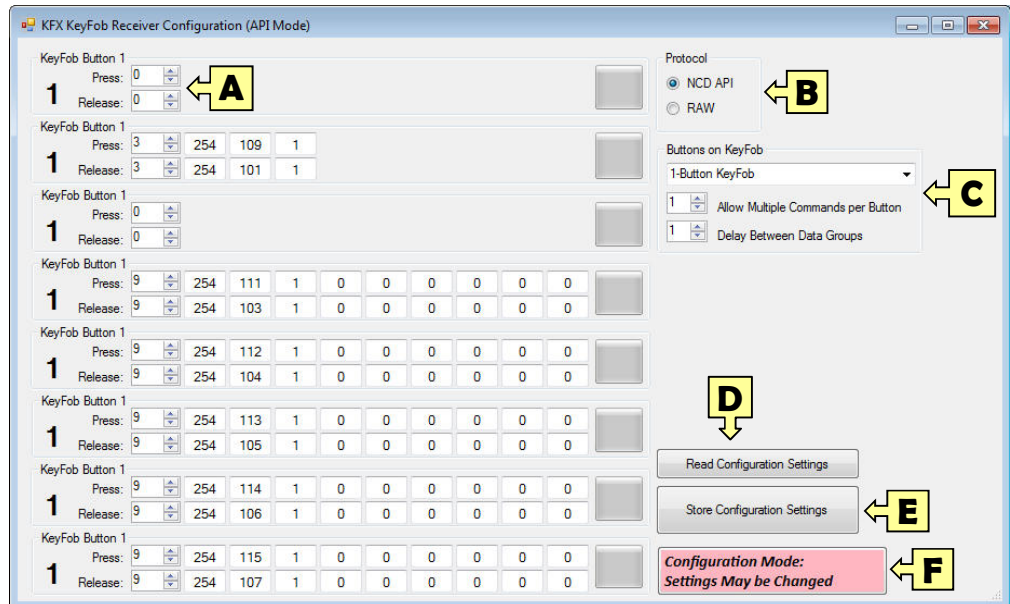 KFX KeyFob Receiver Configuration (API Mode)
KeyFob Button 1
1
Press: 0
Release: 0
A
KeyFob Button 1
1
Press: 3 254 109 1
Release: 3 254 101 1
KeyFob Button 1
1
Press: 0
Release: 0
KeyFob Button 1
1
Press: 9 254 111 1 0 0 0 0 0 0
Release: 9 254 103 1 0 0 0 0 0 0
KeyFob Button 1
1
Press: 9 254 112 1 0 0 0 0 0 0
Release: 9 254 104 1 0 0 0 0 0 0
KeyFob Button 1
1
Press: 9 254 113 1 0 0 0 0 0 0
Release: 9 254 105 1 0 0 0 0 0 0
KeyFob Button 1
1
Press: 9 254 114 1 0 0 0 0 0 0
Release: 9 254 106 1 0 0 0 0 0 0
KeyFob Button 1
1
Press: 9 254 115 1 0 0 0 0 0 0
Release: 9 254 107 1 0 0 0 0 0 0
Protocol
NCD API
RAW
B
Buttons on KeyFob
1-Button KeyFob
1 Allow Multiple Commands per Button
1 Delay Between Data Groups
C
D
Read Configuration Settings
Store Configuration Settings
E
Configuration Mode:
Settings May be Changed
F